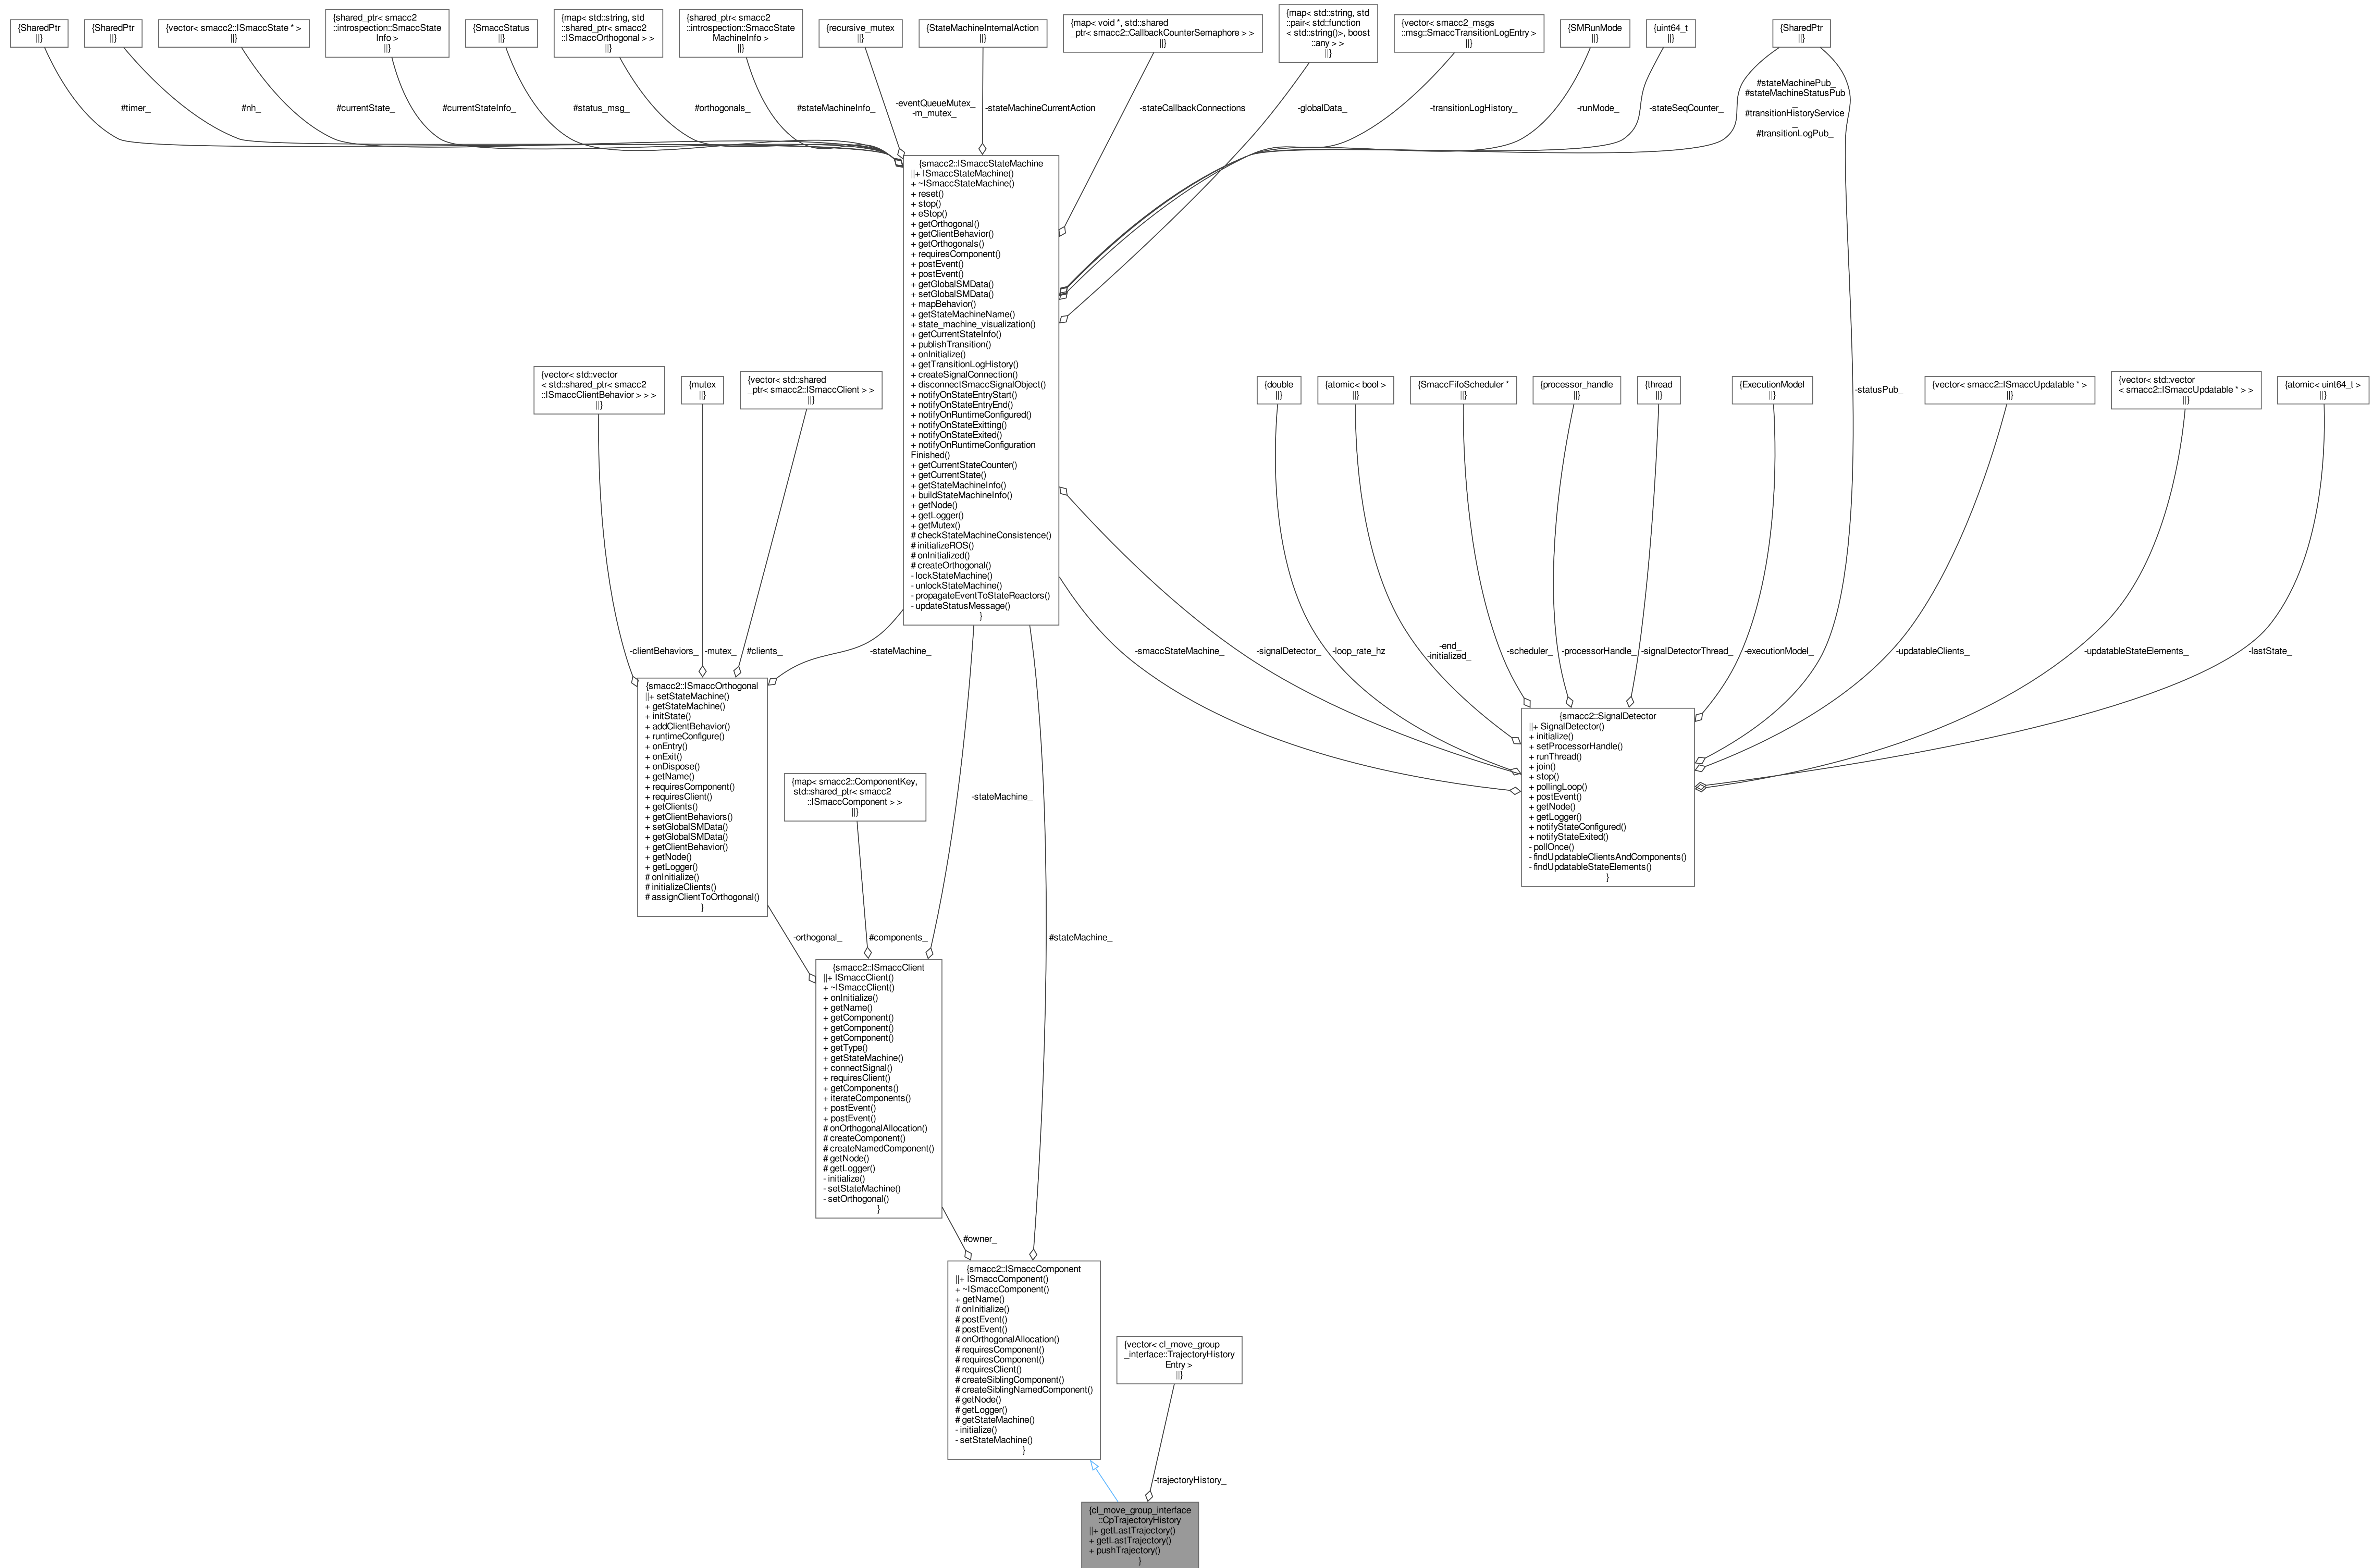 {SharedPtr
||}
{SharedPtr
||}
{vector< smacc2::ISmaccState * >
||}
{shared_ptr< smacc2
::introspection::SmaccState
Info >
||}
{SmaccStatus
||}
{map< std::string, std
::shared_ptr< smacc2
::ISmaccOrthogonal > >
||}
{shared_ptr< smacc2
::introspection::SmaccState
MachineInfo >
||}
{recursive_mutex
||}
{StateMachineInternalAction
||}
{map< void *, std::shared
_ptr< smacc2::CallbackCounterSemaphore > >
||}
{map< std::string, std
::pair< std::function
< std::string()>, boost
::any > >
||}
{vector< smacc2_msgs
::msg::SmaccTransitionLogEntry >
||}
{SMRunMode
||}
{uint64_t
||}
{SharedPtr
||}
#timer_
#nh_
#currentState_
#currentStateInfo_
#status_msg_
#orthogonals_
#stateMachineInfo_
-eventQueueMutex_
-m_mutex_
-stateMachineCurrentAction
-stateCallbackConnections
-globalData_
-transitionLogHistory_
-runMode_
-stateSeqCounter_
#stateMachinePub_
#stateMachineStatusPub
_
#transitionHistoryService
_
#transitionLogPub_
{smacc2::ISmaccStateMachine
||+ ISmaccStateMachine()
+ ~ISmaccStateMachine()
+ reset()
+ stop()
+ eStop()
+ getOrthogonal()
+ getClientBehavior()
+ getOrthogonals()
+ requiresComponent()
+ postEvent()
+ postEvent()
+ getGlobalSMData()
+ setGlobalSMData()
+ mapBehavior()
+ getStateMachineName()
+ state_machine_visualization()
+ getCurrentStateInfo()
+ publishTransition()
+ onInitialize()
+ getTransitionLogHistory()
+ createSignalConnection()
+ disconnectSmaccSignalObject()
+ notifyOnStateEntryStart()
+ notifyOnStateEntryEnd()
+ notifyOnRuntimeConfigured()
+ notifyOnStateExitting()
+ notifyOnStateExited()
+ notifyOnRuntimeConfiguration
Finished()
+ getCurrentStateCounter()
+ getCurrentState()
+ getStateMachineInfo()
+ buildStateMachineInfo()
+ getNode()
+ getLogger()
+ getMutex()
# checkStateMachineConsistence()
# initializeROS()
# onInitialized()
# createOrthogonal()
- lockStateMachine()
- unlockStateMachine()
- propagateEventToStateReactors()
- updateStatusMessage()
}
{vector< std::vector
< std::shared_ptr< smacc2
::ISmaccClientBehavior > > >
||}
{mutex
||}
{vector< std::shared
_ptr< smacc2::ISmaccClient > >
||}
{double
||}
{atomic< bool >
||}
{SmaccFifoScheduler *
||}
{processor_handle
||}
{thread
||}
{ExecutionModel
||}
-statusPub_
{vector< smacc2::ISmaccUpdatable * >
||}
{vector< std::vector
< smacc2::ISmaccUpdatable * > >
||}
{atomic< uint64_t >
||}
-clientBehaviors_
-mutex_
#clients_
-stateMachine_
-smaccStateMachine_
-signalDetector_
-loop_rate_hz
-end_
-initialized_
-scheduler_
-processorHandle_
-signalDetectorThread_
-executionModel_
-updatableClients_
-updatableStateElements_
-lastState_
{smacc2::ISmaccOrthogonal
||+ setStateMachine()
+ getStateMachine()
+ initState()
+ addClientBehavior()
+ runtimeConfigure()
+ onEntry()
+ onExit()
+ onDispose()
+ getName()
+ requiresComponent()
+ requiresClient()
+ getClients()
+ getClientBehaviors()
+ setGlobalSMData()
+ getGlobalSMData()
+ getClientBehavior()
+ getNode()
+ getLogger()
# onInitialize()
# initializeClients()
# assignClientToOrthogonal()
}
{smacc2::SignalDetector
||+ SignalDetector()
+ initialize()
+ setProcessorHandle()
+ runThread()
+ join()
+ stop()
+ pollingLoop()
+ postEvent()
+ getNode()
+ getLogger()
+ notifyStateConfigured()
+ notifyStateExited()
- pollOnce()
- findUpdatableClientsAndComponents()
- findUpdatableStateElements()
}
{map< smacc2::ComponentKey,
std::shared_ptr< smacc2
::ISmaccComponent > >
||}
-stateMachine_
-orthogonal_
#components_
#stateMachine_
{smacc2::ISmaccClient
||+ ISmaccClient()
+ ~ISmaccClient()
+ onInitialize()
+ getName()
+ getComponent()
+ getComponent()
+ getComponent()
+ getType()
+ getStateMachine()
+ connectSignal()
+ requiresClient()
+ getComponents()
+ iterateComponents()
+ postEvent()
+ postEvent()
# onOrthogonalAllocation()
# createComponent()
# createNamedComponent()
# getNode()
# getLogger()
- initialize()
- setStateMachine()
- setOrthogonal()
}
#owner_
{smacc2::ISmaccComponent
||+ ISmaccComponent()
+ ~ISmaccComponent()
+ getName()
# onInitialize()
# postEvent()
# postEvent()
# onOrthogonalAllocation()
# requiresComponent()
# requiresComponent()
# requiresClient()
# createSiblingComponent()
# createSiblingNamedComponent()
# getNode()
# getLogger()
# getStateMachine()
- initialize()
- setStateMachine()
}
{vector< cl_move_group
_interface::TrajectoryHistory
Entry >
||}
-trajectoryHistory_
{cl_move_group_interface
::CpTrajectoryHistory
||+ getLastTrajectory()
+ getLastTrajectory()
+ pushTrajectory()
}